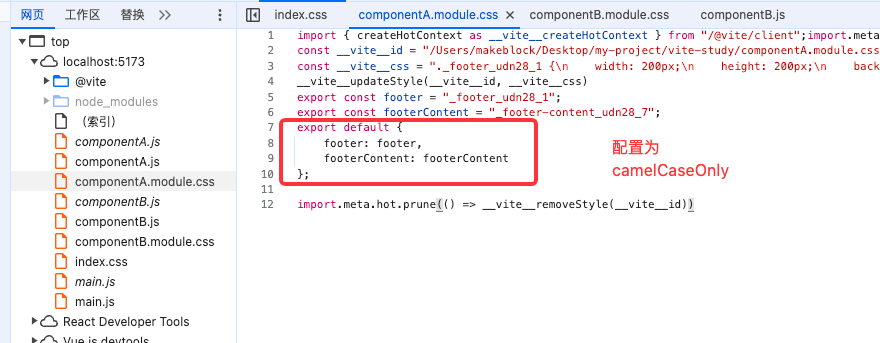 网页 工作区 替换
top
localhost:5173
@vite
node_modules
（索引）
componentA.js
componentA.js
componentA.module.css
componentB.js
componentB.js
componentB.module.css
index.css
main.js
main.js
React Developer Tools
Vue.js devtools
index.css componentA.module.css × componentB.module.css componentB.js
1 import { createHotContext as __vite__createHotContext } from "/@vite/client";import.meta
2 const __vite__id = "/Users/makeblock/Desktop/my-project/vite-study/componentA.module.css
3 const __vite__css = "._footer_udn28_1 {\n    width: 200px;\n    height: 200px;\n    back
4 __vite__updateStyle(__vite__id, __vite__css)
5 export const footer = "_footer_udn28_1";
6 export const footerContent = "_footer-content_udn28_7";
7 export default {
8 footer: footer,
9 footerContent: footerContent
10 };
11
12 import.meta.hot.prune(() => __vite__removeStyle(__vite__id))
配置为
camelCaseOnly